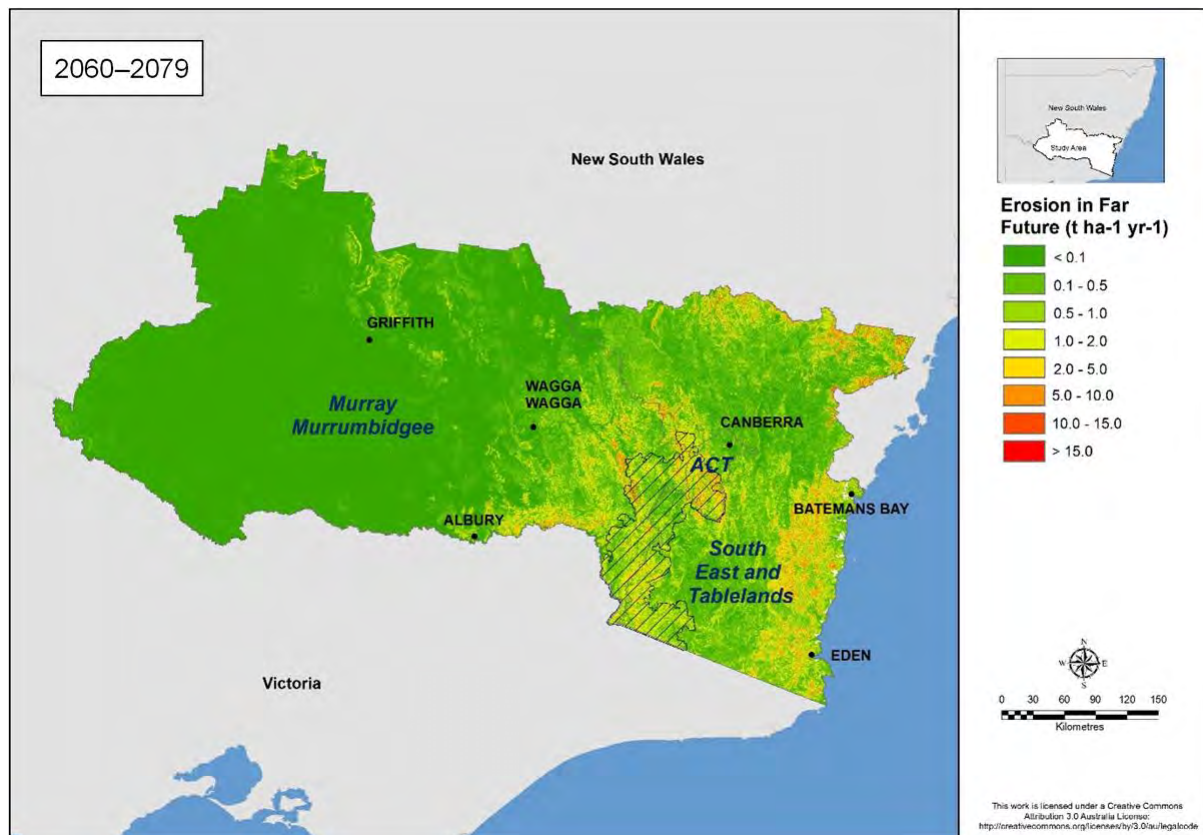 2060–2079
New South Wales
GRIFFITH
WAGGA
WAGGA
Murray
Murrumbidgee
CANBERRA
ACT
BATEMANS BAY
ALBURY
South
East and
Tablelands
EDEN
Victoria
New South Wales
Study Area
Erosion in Far
Future (t ha-1 yr-1)
< 0.1
0.1 - 0.5
0.5 - 1.0
1.0 - 2.0
2.0 - 5.0
5.0 - 10.0
10.0 - 15.0
> 15.0
N
W E
S
0 30 60 90 120 150
Kilometres
This work is licensed under a Creative Commons
Attribution 3.0 Australia License:
http://creativecommons.org/licenses/by/3.0/au/legalcode